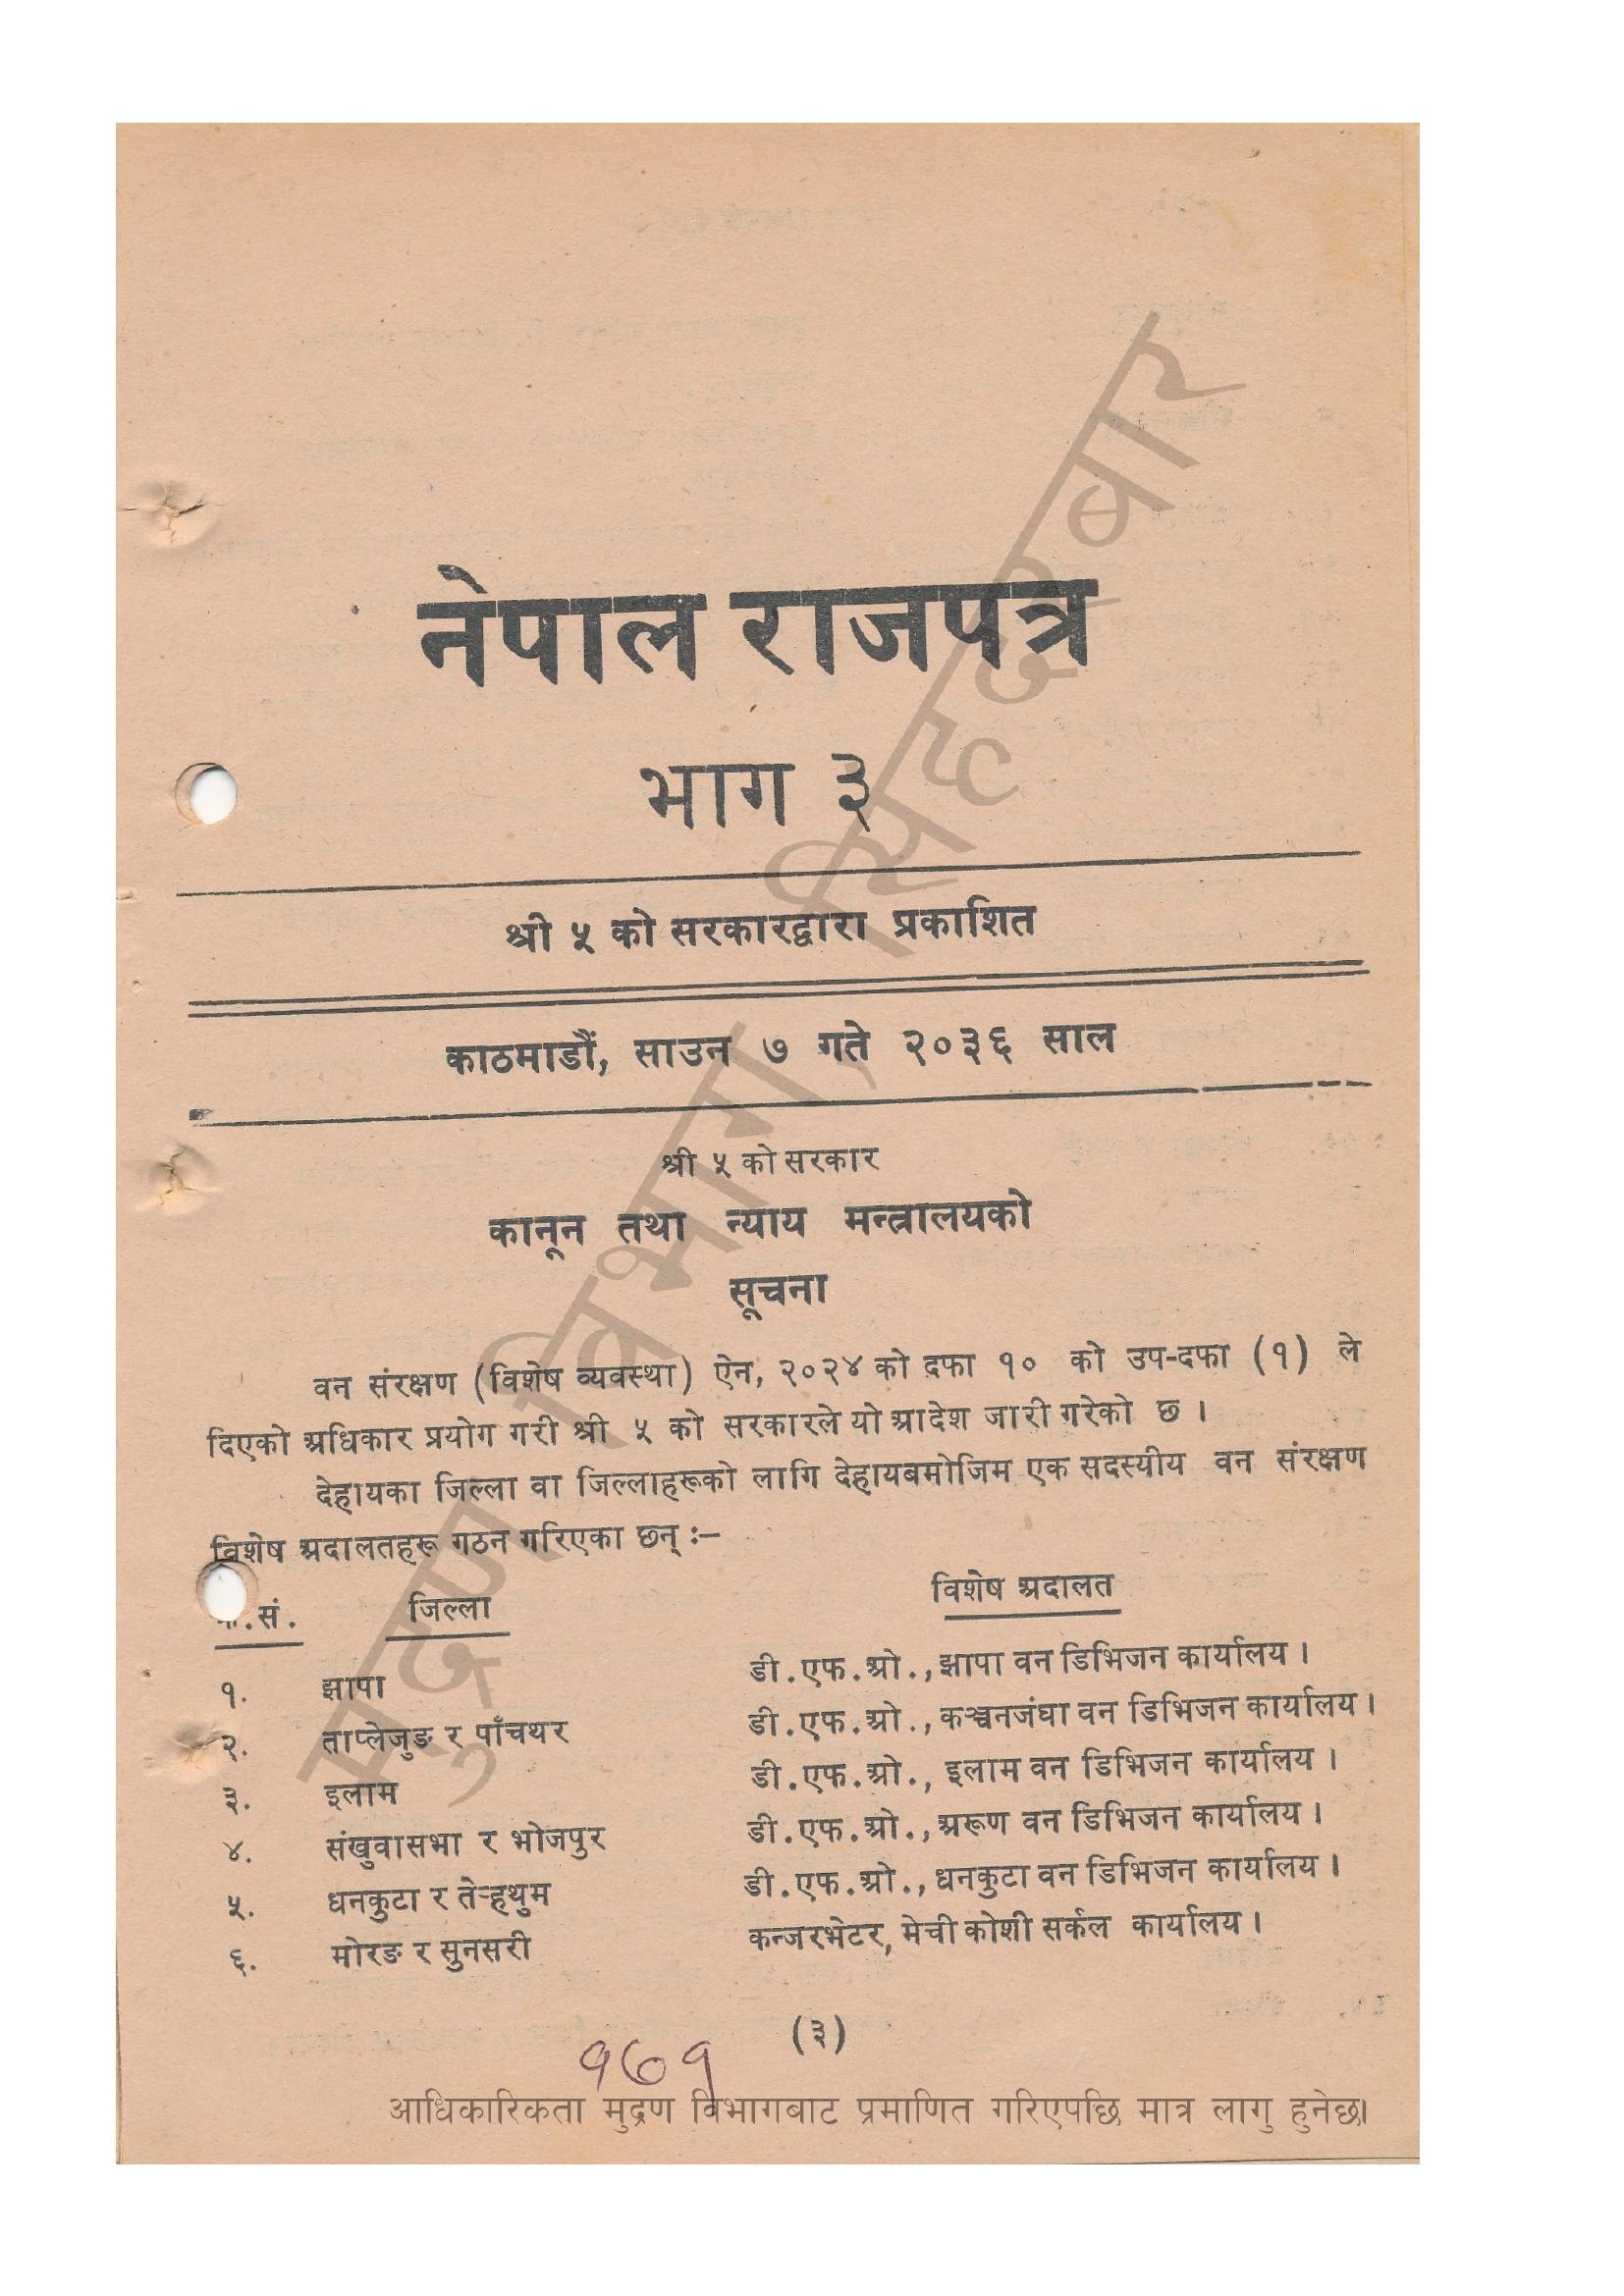 नेपाल राजपत्र
भाग ३
श्री ५ को सरकारद्वारा प्रकाशित
काठमाडौं, साउन ७ गते २०३६ साल
श्री ५ को सरकार
कानून तथा न्याय मन्त्रालयको
सूचना
वन संरक्षण (विशेष व्यवस्था) ऐन, २०२४ को दफा १० को उप-दफा (१) ले
दिएको अधिकार प्रयोग गरी श्री ५ को सरकारले यो आदेश जारी गरेको छ ।
देहायका जिल्ला वा जिल्लाहरूको लागि देहायबमोजिम एक सदस्यीय वन संरक्षण
विशेष अदालतहरू गठन गरिएका छन् :–
क्र.सं. जिल्ला विशेष अदालत
१. झापा डी.एफ.ओ., झापा वन डिभिजन कार्यालय ।
२. ताप्लेजुङ र पाँचथर डी.एफ.ओ., कञ्चनजंघा वन डिभिजन कार्यालय ।
३. इलाम डी.एफ.ओ., इलाम वन डिभिजन कार्यालय ।
४. संखुवासभा र भोजपुर डी.एफ.ओ., अरूण वन डिभिजन कार्यालय ।
५. धनकुटा र तेर्‍हथुम डी.एफ.ओ., धनकुटा वन डिभिजन कार्यालय ।
६. मोरङ र सुनसरी कन्जरभेटर, मेची कोशी सर्कल कार्यालय ।
(३)
१७१
आधिकारिकता मुद्रण विभागबाट प्रमाणित गरिएपछि मात्र लागु हुनेछ।
मुद्रण विभाग, सिंहदरबार